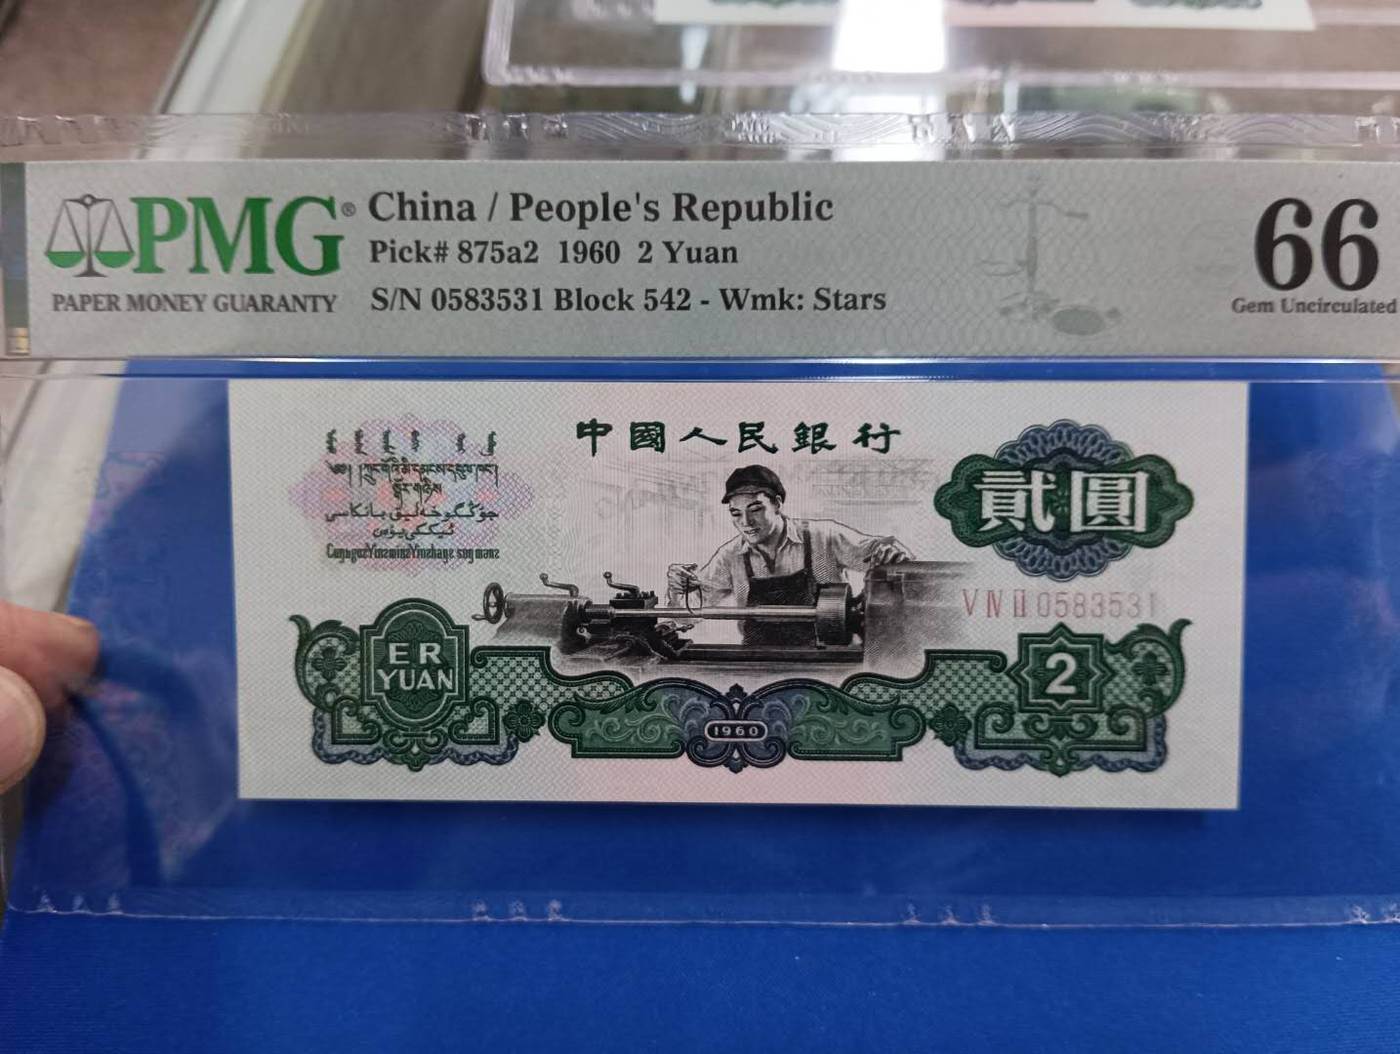 PMG®
PAPER MONEY GUARANTY
China / People's Republic
Pick# 875a2 1960 2 Yuan
S/N 0583531 Block 542 - Wmk: Stars
66
Gem Uncirculated
中國人民銀行
貳圓
V IV II 0583531
ER
YUAN
2
1960